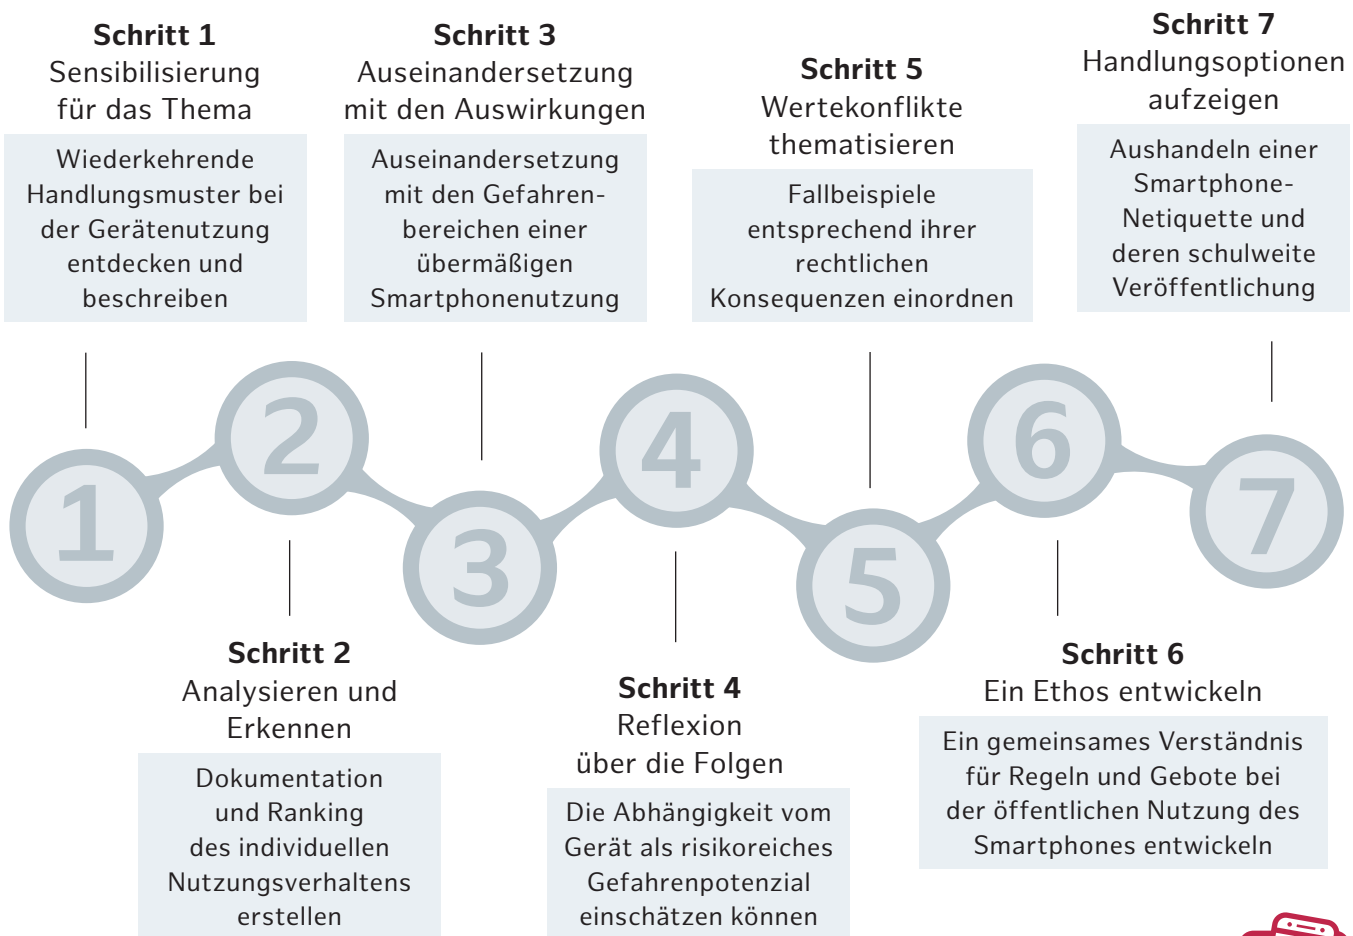 Schritt 1
Sensibilisierung
für das Thema
Wiederkehrende
Handlungsmuster bei
der Gerätenutzung
entdecken und
beschreiben
Schritt 3
Auseinandersetzung
mit den Auswirkungen
Auseinandersetzung
mit den Gefahren-
bereichen einer
übermäßigen
Smartphonenutzung
Schritt 5
Wertekonflikte
thematisieren
Fallbeispiele
entsprechend ihrer
rechtlichen
Konsequenzen einordnen
Schritt 7
Handlungsoptionen
aufzeigen
Aushandeln einer
Smartphone-
Netiquette und
deren schulweite
Veröffentlichung
1
2
3
4
5
6
7
Schritt 2
Analysieren und
Erkennen
Dokumentation
und Ranking
des individuellen
Nutzungsverhaltens
erstellen
Schritt 4
Reflexion
über die Folgen
Die Abhängigkeit vom
Gerät als risikoreiches
Gefahrenpotenzial
einschätzen können
Schritt 6
Ein Ethos entwickeln
Ein gemeinsames Verständnis
für Regeln und Gebote bei
der öffentlichen Nutzung des
Smartphones entwickeln